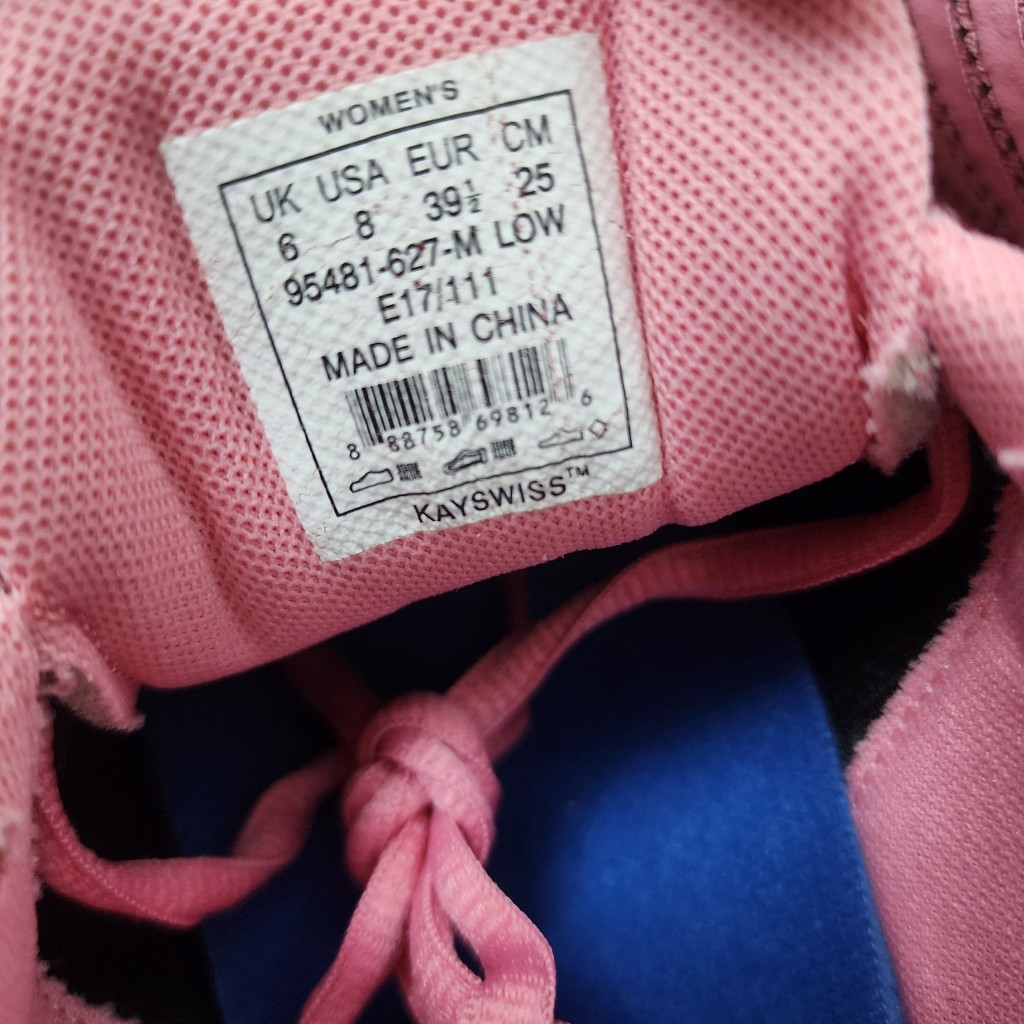 WOMEN'S
UK USA EUR CM
6 8 39½ 25
95481-627-M LOW
E17/111
MADE IN CHINA
8 88758 69812 6
KAYSWISS™